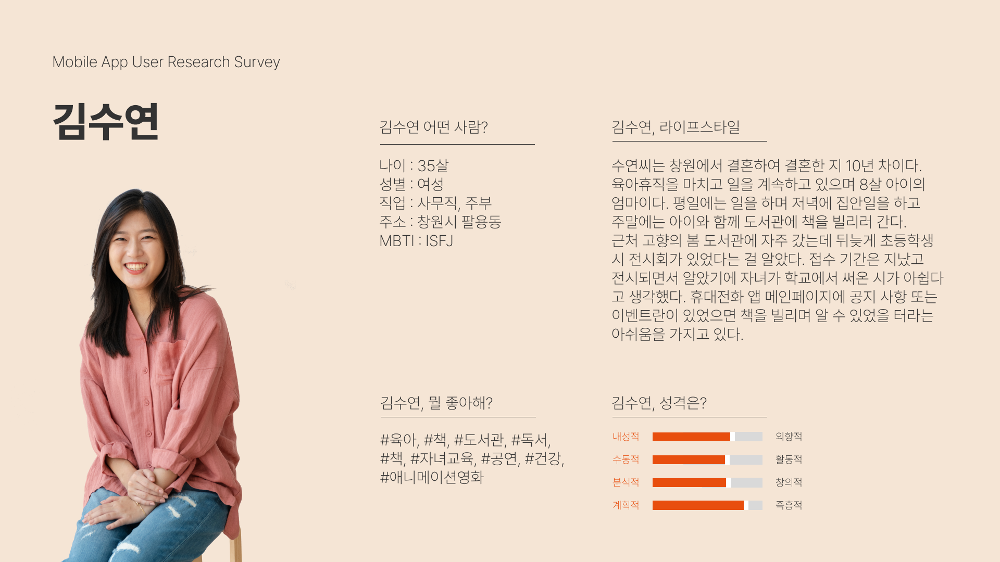 Mobile App User Research Survey
김수연
김수연 어떤 사람?
나이 : 35살
성별 : 여성
직업 : 사무직, 주부
주소 : 창원시 팔용동
MBTI : ISFJ
김수연, 라이프스타일
수연씨는 창원에서 결혼하여 결혼한 지 10년 차이다.
육아휴직을 마치고 일을 계속하고 있으며 8살 아이의
엄마이다. 평일에는 일을 하며 저녁에 집안일을 하고
주말에는 아이와 함께 도서관에 책을 빌리러 간다.
근처 고향의 봄 도서관에 자주 갔는데 뒤늦게 초등학생
시 전시회가 있었다는 걸 알았다. 접수 기간은 지났고
전시되면서 알았기에 자녀가 학교에서 써온 시가 아쉽다
고 생각했다. 휴대전화 앱 메인페이지에 공지 사항 또는
이벤트란이 있었으면 책을 빌리며 알 수 있었을 터라는
아쉬움을 가지고 있다.
김수연, 뭘 좋아해?
#육아, #책, #도서관, #독서,
#책, #자녀교육, #공연, #건강,
#애니메이션영화
김수연, 성격은?
내성적 외향적
수동적 활동적
분석적 창의적
계획적 즉흥적